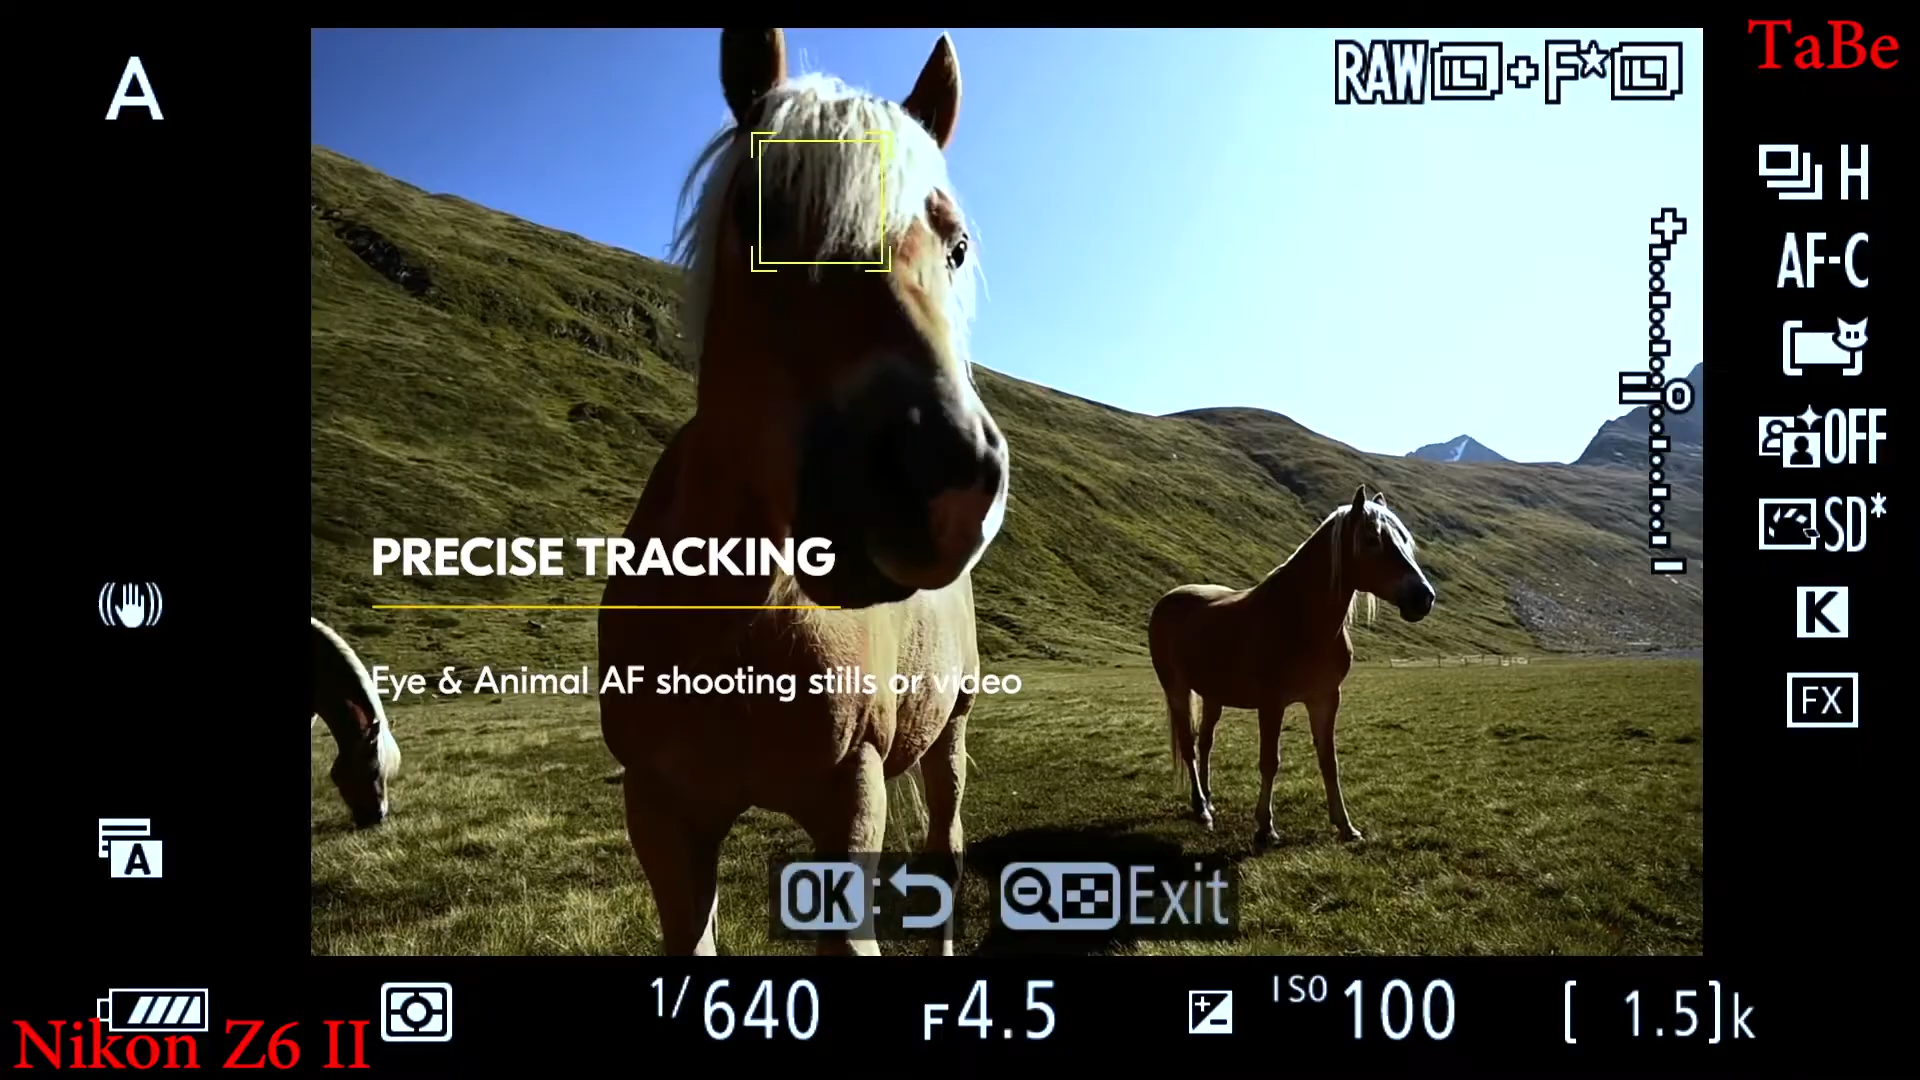 A
RAW L + F★ L
TaBe
H
AF-C
OFF
SD*
K
FX
PRECISE TRACKING
Eye & Animal AF shooting stills or video
A
OK : Exit
1/640 F4.5 ISO 100 [ 1.5]k
Nikon Z6 II